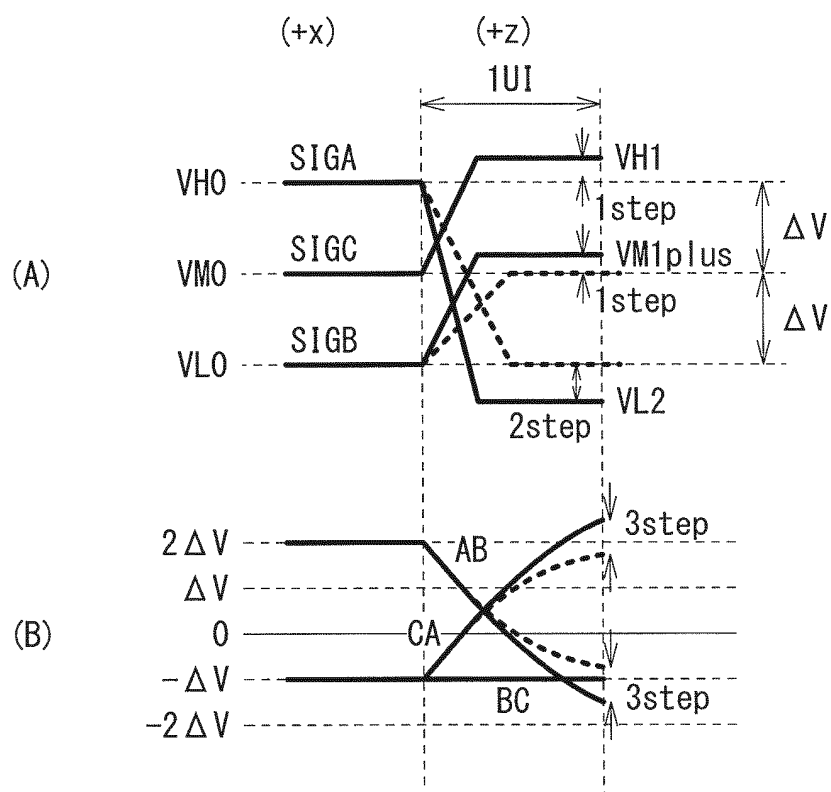 (+x) (+z)
1UI
SIGA
VH1
VH0
1step
ΔV
SIGC
VM1plus
(A)
VM0
1step
ΔV
SIGB
VL0
VL2
2step
3step
2ΔV
AB
ΔV
(B)
0
CA
-ΔV
BC
3step
-2ΔV